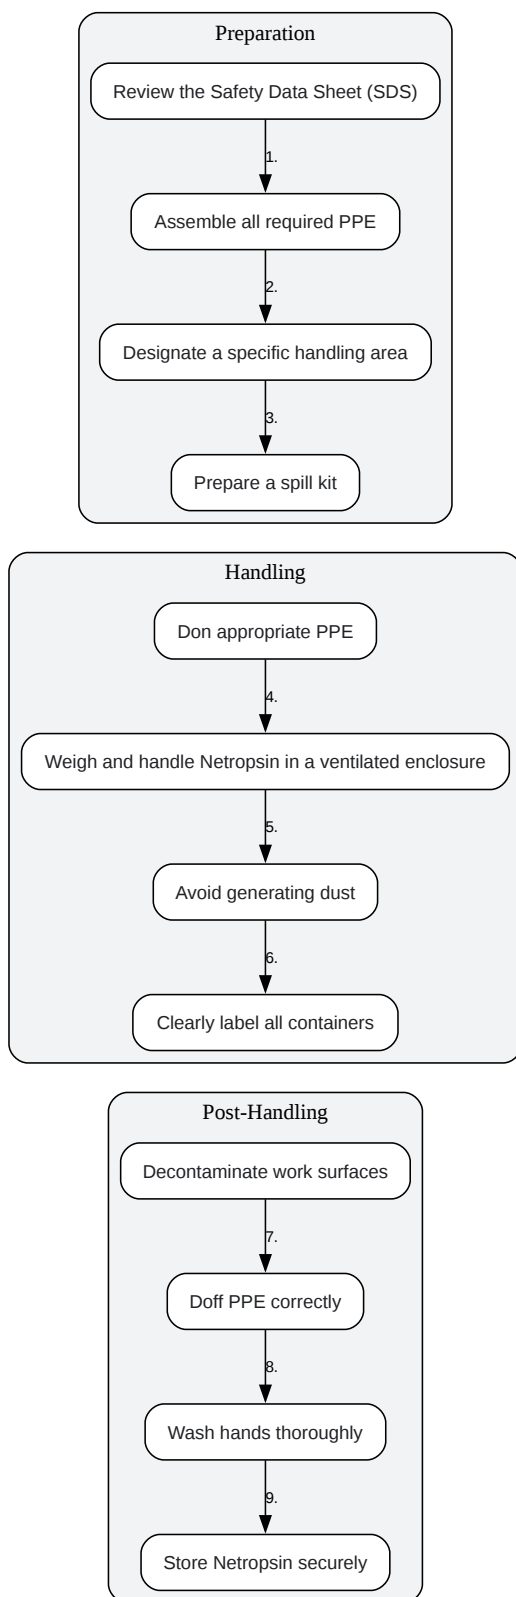 Preparation
Review the Safety Data Sheet (SDS)
1.
Assemble all required PPE
2.
Designate a specific handling area
3.
Prepare a spill kit
Handling
Don appropriate PPE
4.
Weigh and handle Netropsin in a ventilated enclosure
5.
Avoid generating dust
6.
Clearly label all containers
Post-Handling
Decontaminate work surfaces
7.
Doff PPE correctly
8.
Wash hands thoroughly
9.
Store Netropsin securely